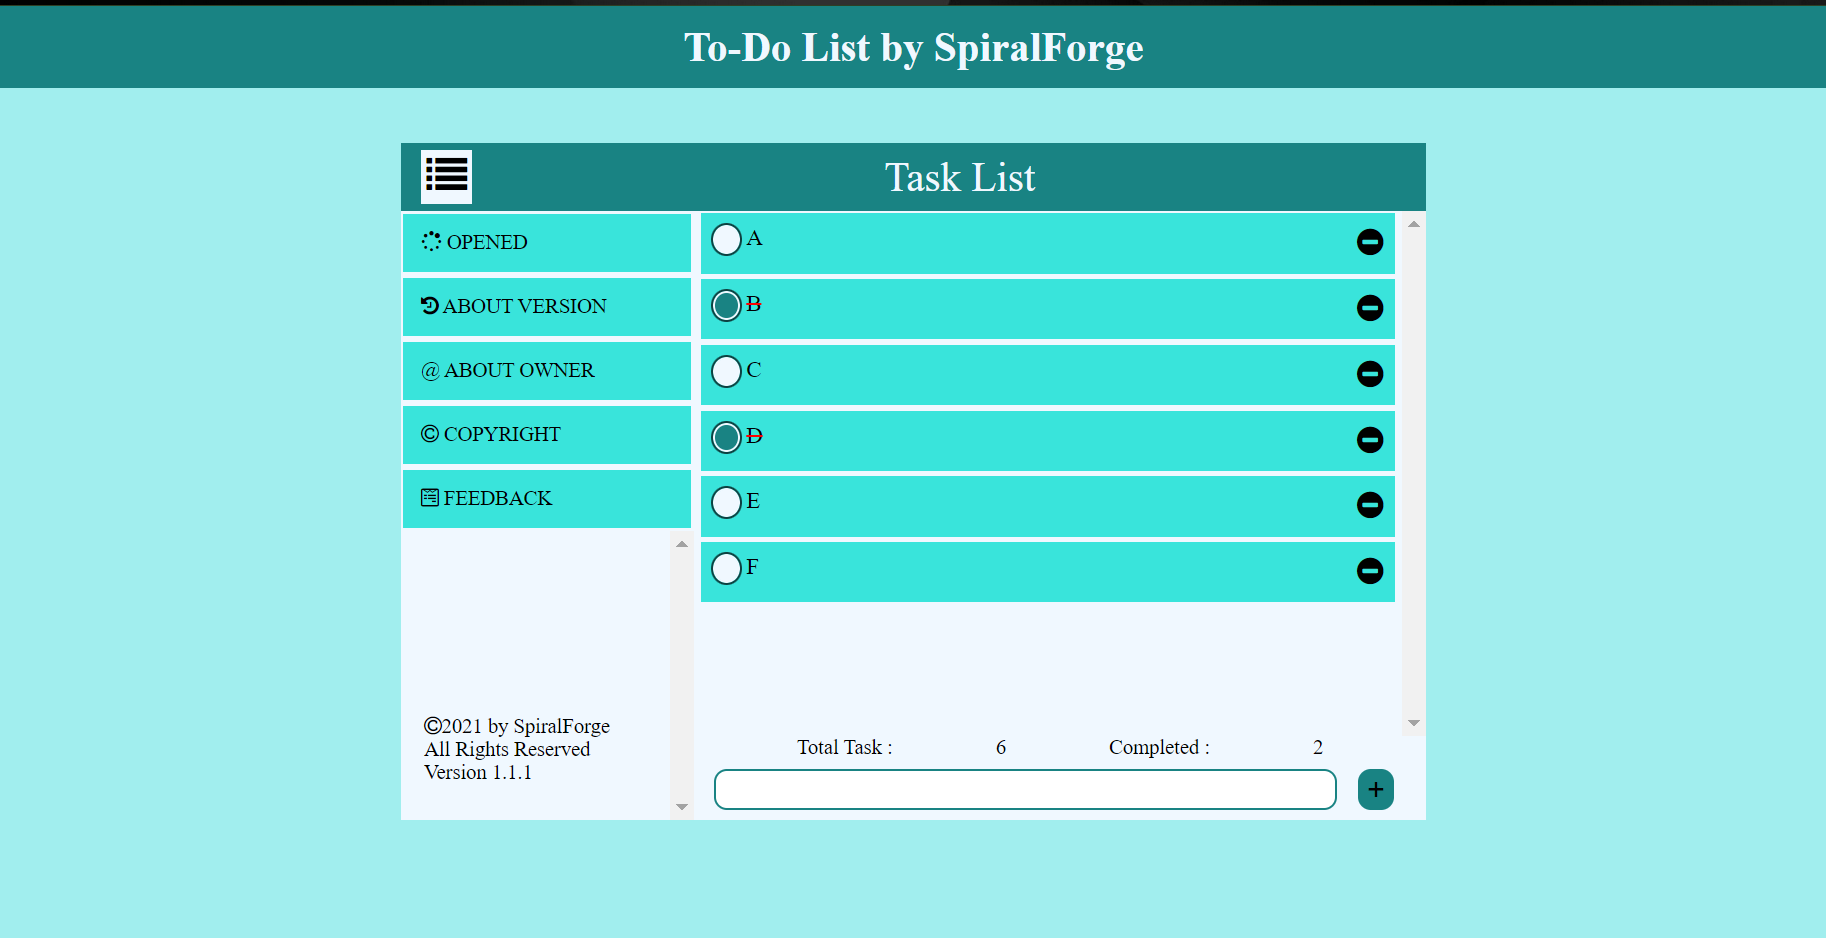 To-Do List by SpiralForge
Task List
OPENED
ABOUT VERSION
@ ABOUT OWNER
© COPYRIGHT
FEEDBACK
©2021 by SpiralForge
All Rights Reserved
Version 1.1.1
A
B
C
D
E
F
Total Task : 6 Completed : 2
+